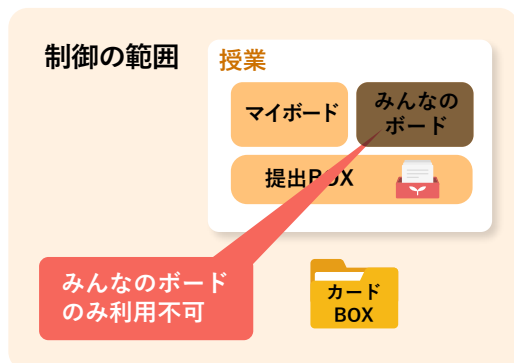 制御の範囲
授業
マイボード
みんなの
ボード
提出BOX
みんなのボード
のみ利用不可
カード
BOX